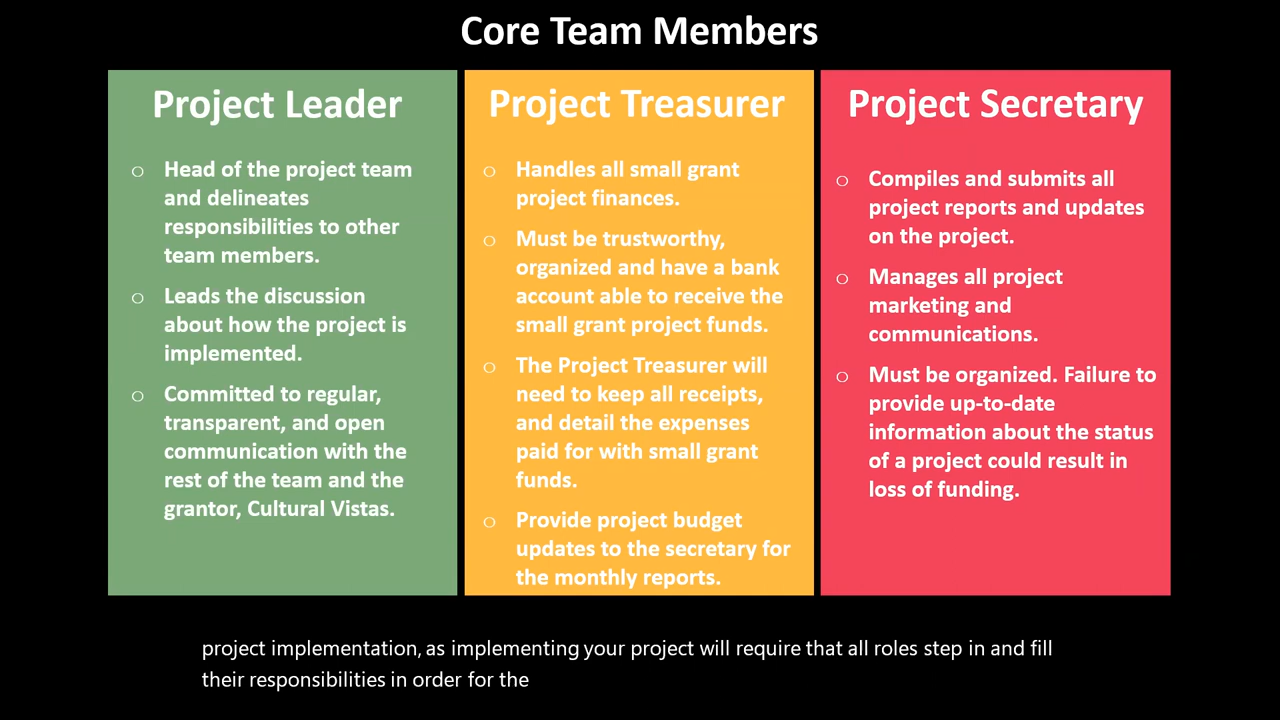 Core Team Members
Project Leader
o Head of the project team
and delineates
responsibilities to other
team members.
o Leads the discussion
about how the project is
implemented.
o Committed to regular,
transparent, and open
communication with the
rest of the team and the
grantor, Cultural Vistas.
Project Treasurer
o Handles all small grant
project finances.
o Must be trustworthy,
organized and have a bank
account able to receive the
small grant project funds.
o The Project Treasurer will
need to keep all receipts,
and detail the expenses
paid for with small grant
funds.
o Provide project budget
updates to the secretary for
the monthly reports.
Project Secretary
o Compiles and submits all
project reports and updates
on the project.
o Manages all project
marketing and
communications.
o Must be organized. Failure to
provide up-to-date
information about the status
of a project could result in
loss of funding.
project implementation, as implementing your project will require that all roles step in and fill
their responsibilities in order for the